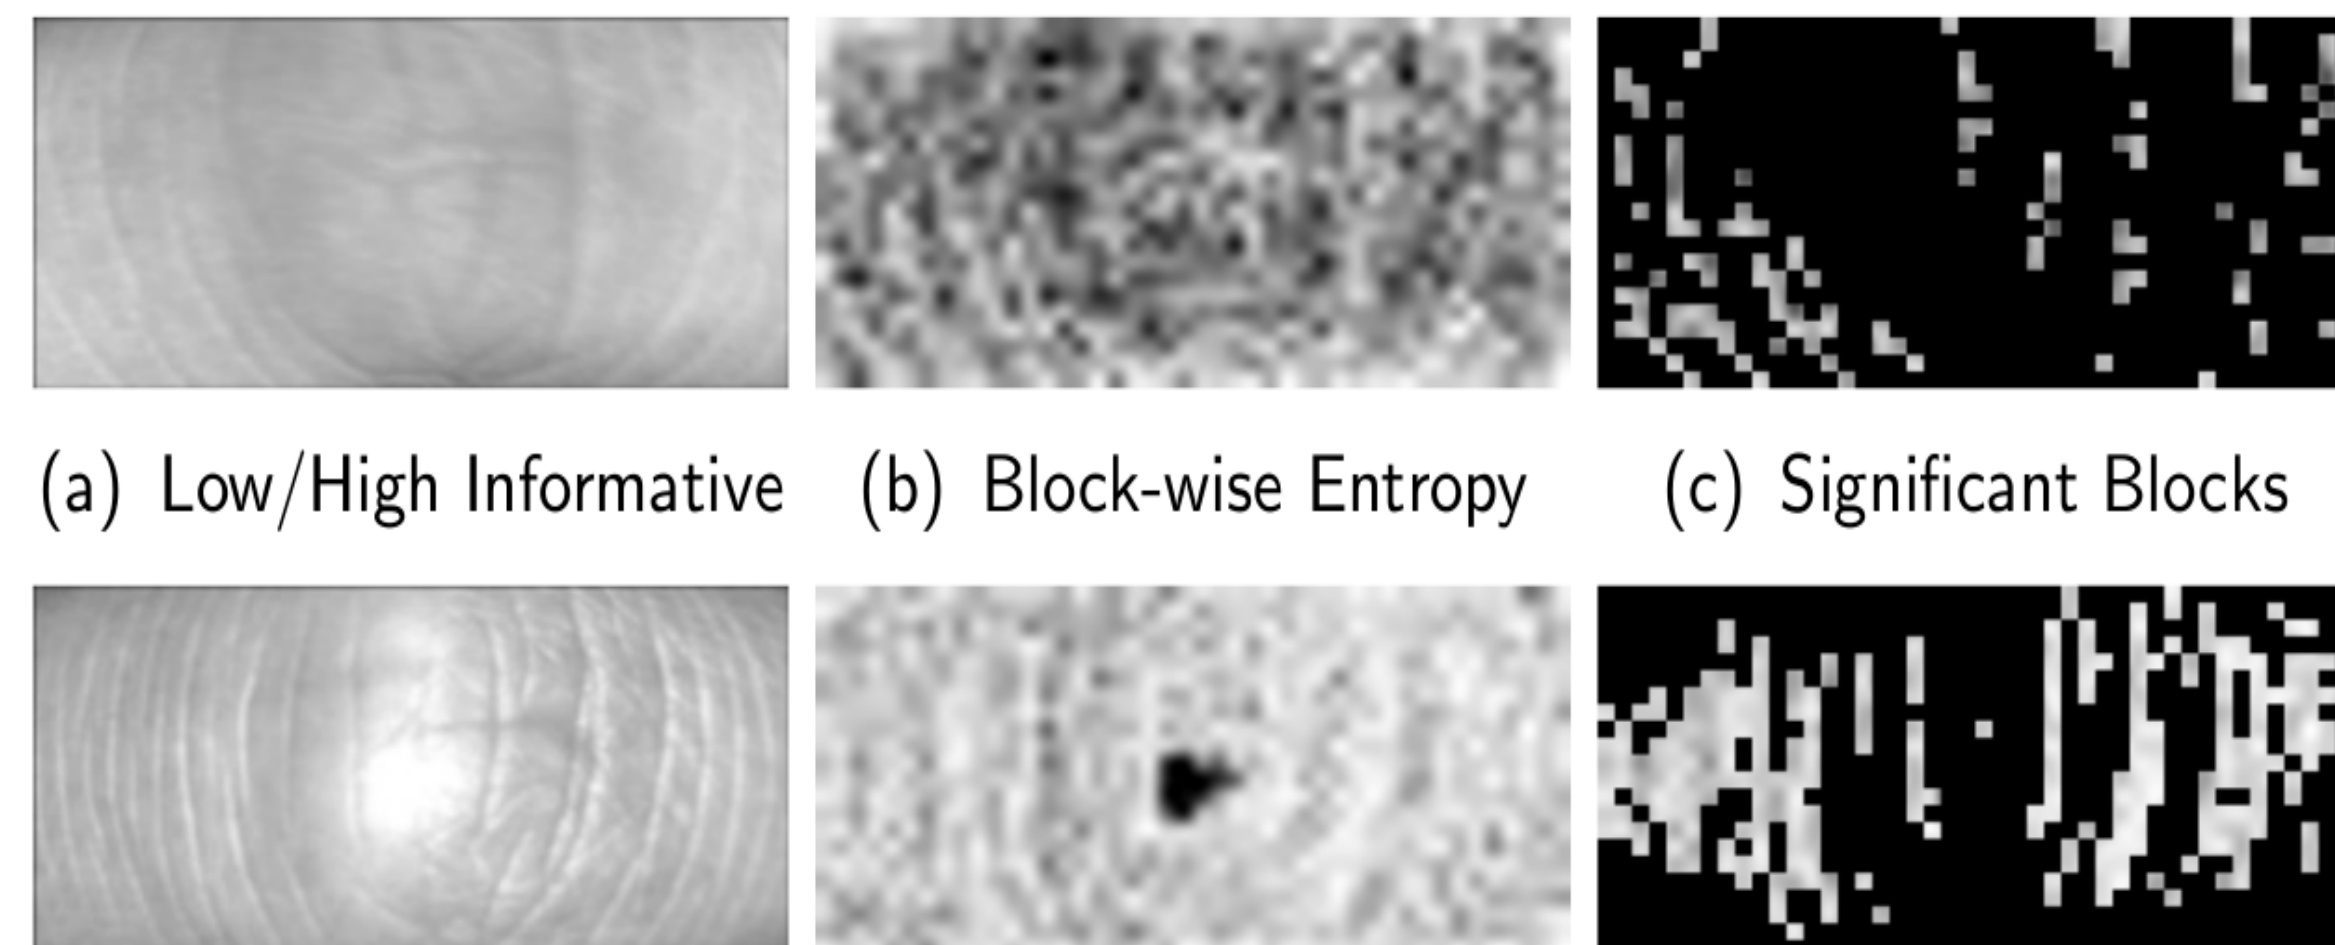 (a) Low/High Informative
(b) Block-wise Entropy
(c) Significant Blocks